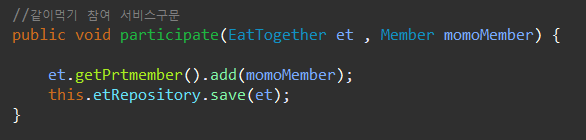 //같이먹기 참여 서비스구문
public void participate(EatTogether et , Member momoMember) {
et.getPrtmember().add(momoMember);
this.etRepository.save(et);
}